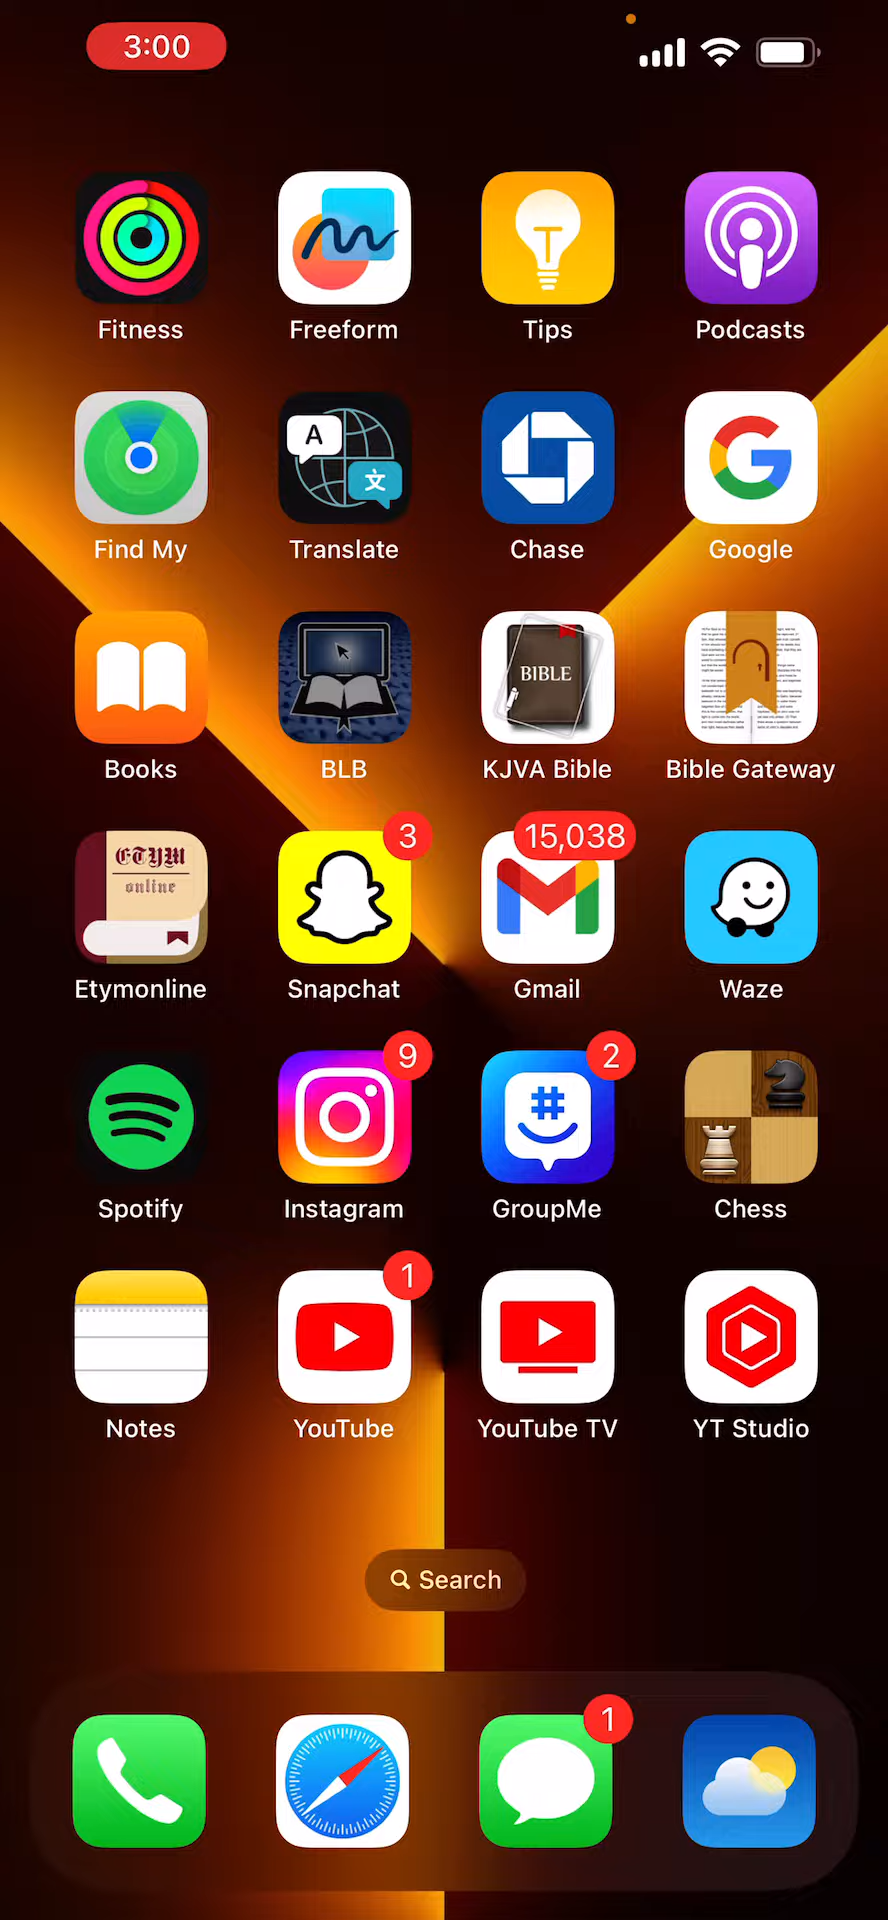 3:00
Fitness Freeform Tips Podcasts
A 文
Find My Translate Chase Google
BIBLE
Books BLB KJVA Bible Bible Gateway
ETYM
online
3 15,038
Etymonline Snapchat Gmail Waze
9 2
#
Spotify Instagram GroupMe Chess
1
Notes YouTube YouTube TV YT Studio
Search
1